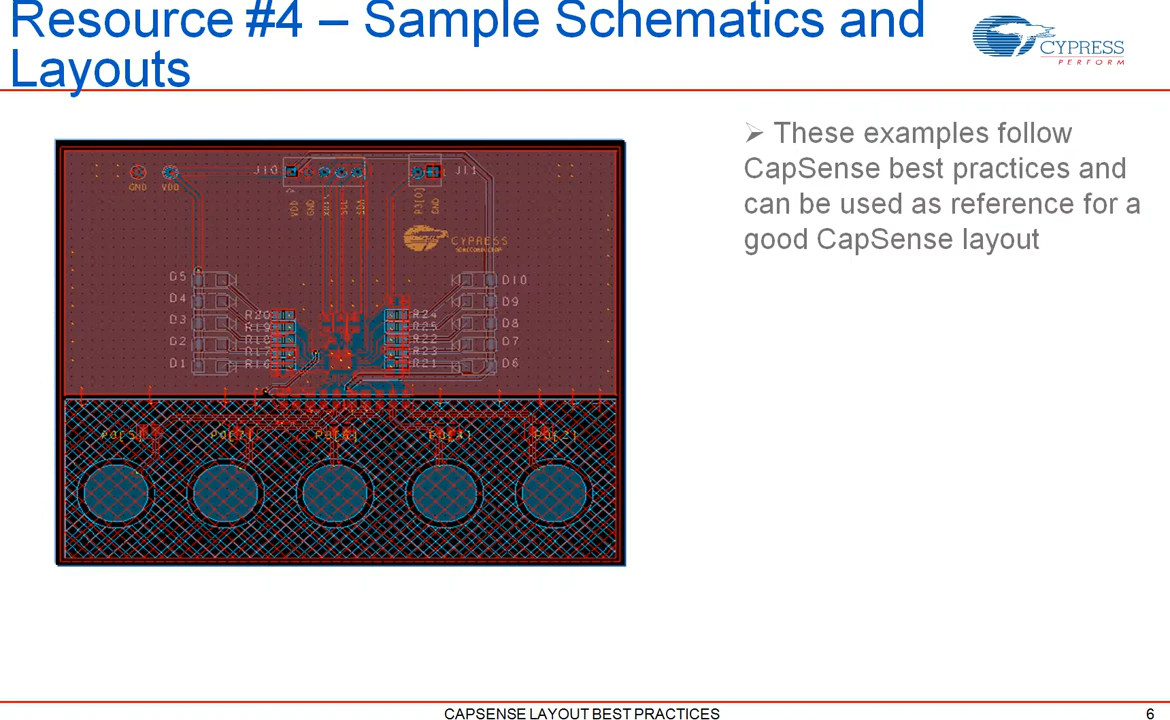 Resource #4 – Sample Schematics and
Layouts
CYPRESS
PERFORM
➢ These examples follow
CapSense best practices and
can be used as reference for a
good CapSense layout
GND VDD
J10
J11
VDD
GND
SCL
SDA
P3[0]
GND
CYPRESS
SEMICONDUCTOR
D5
D4
D3
D2
D1
R20
R19
R18
R17
R16
R24
R25
R22
R23
R21
D10
D9
D8
D7
D6
CAPSENSE LAYOUT BEST PRACTICES
6